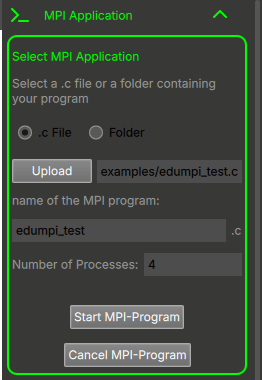 MPI Application
Select MPI Application
Select a .c file or a folder containing
your program
.c File Folder
Upload examples/edumpi_test.c
name of the MPI program:
edumpi_test .c
Number of Processes: 4
Start MPI-Program
Cancel MPI-Program